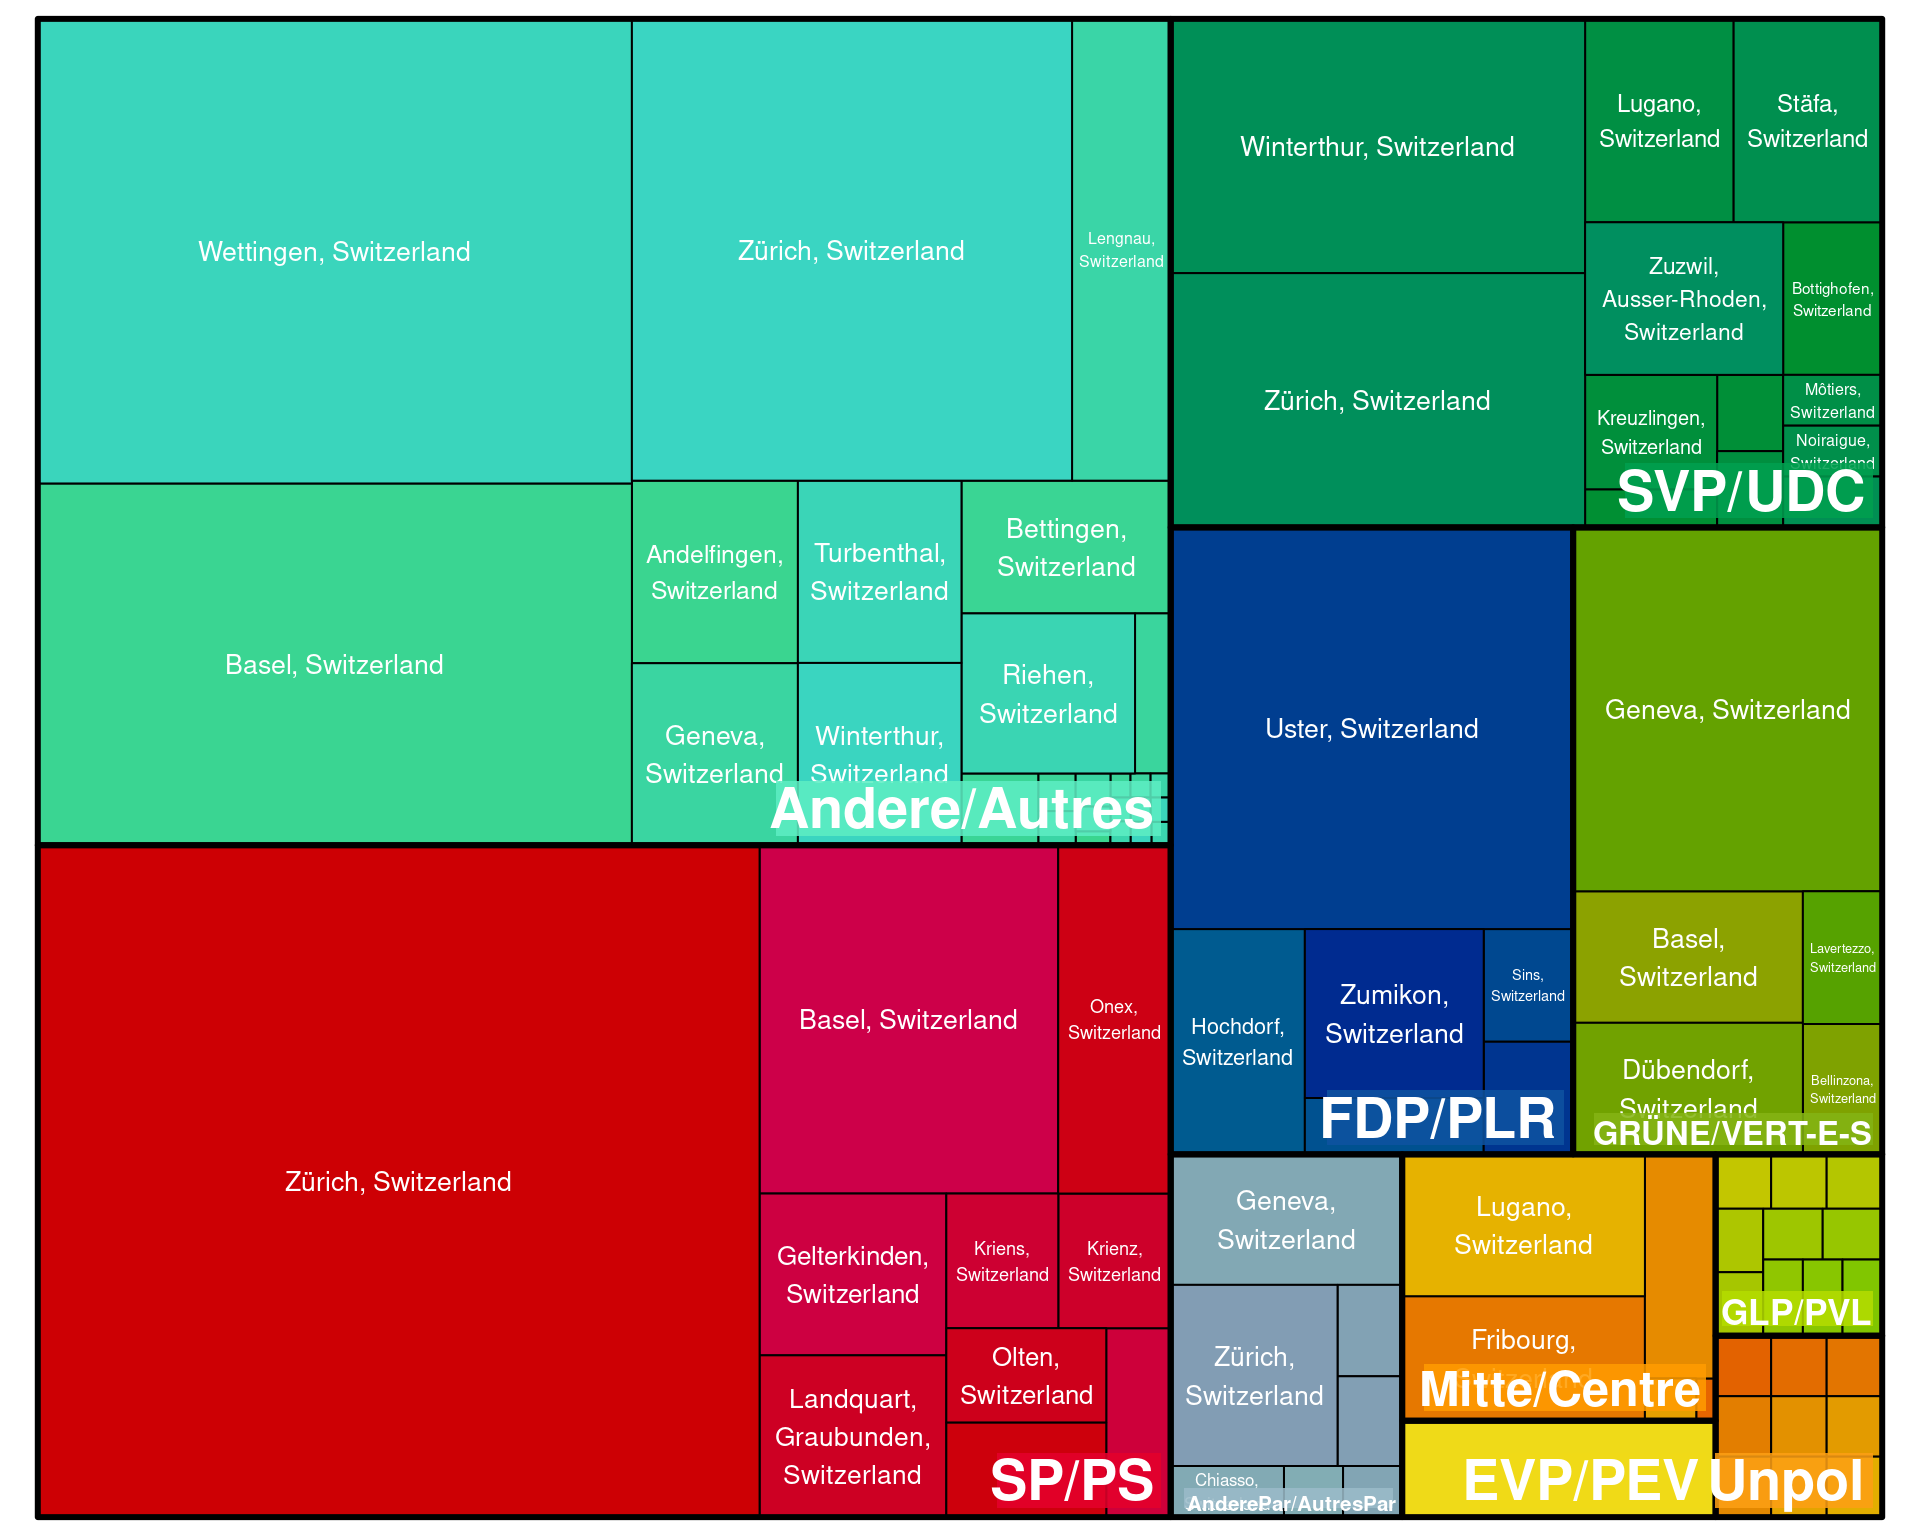 Wettingen, Switzerland
Zürich, Switzerland
Lengnau,
Switzerland
Basel, Switzerland
Andelfingen,
Switzerland
Turbenthal,
Switzerland
Bettingen,
Switzerland
Riehen,
Switzerland
Geneva,
Switzerland
Winterthur,
Switzerland
Andere/Autres
Winterthur, Switzerland
Lugano,
Switzerland
Stäfa,
Switzerland
Zürich, Switzerland
Zuzwil,
Ausser-Rhoden,
Switzerland
Bottighofen,
Switzerland
Kreuzlingen,
Switzerland
Môtiers,
Switzerland
Noiraigue,
Switzerland
SVP/UDC
Zürich, Switzerland
Basel, Switzerland
Onex,
Switzerland
Gelterkinden,
Switzerland
Kriens,
Switzerland
Krienz,
Switzerland
Landquart,
Graubunden,
Switzerland
Olten,
Switzerland
SP/PS
Uster, Switzerland
Hochdorf,
Switzerland
Zumikon,
Switzerland
Sins,
Switzerland
FDP/PLR
Geneva, Switzerland
Basel,
Switzerland
Lavertezzo,
Switzerland
Dübendorf,
Switzerland
Bellinzona,
Switzerland
GRÜNE/VERT-E-S
Geneva,
Switzerland
Zürich,
Switzerland
Chiasso,
AnderePar/AutresPar
Lugano,
Switzerland
Fribourg,
Mitte/Centre
GLP/PVL
EVP/PEV
Unpol